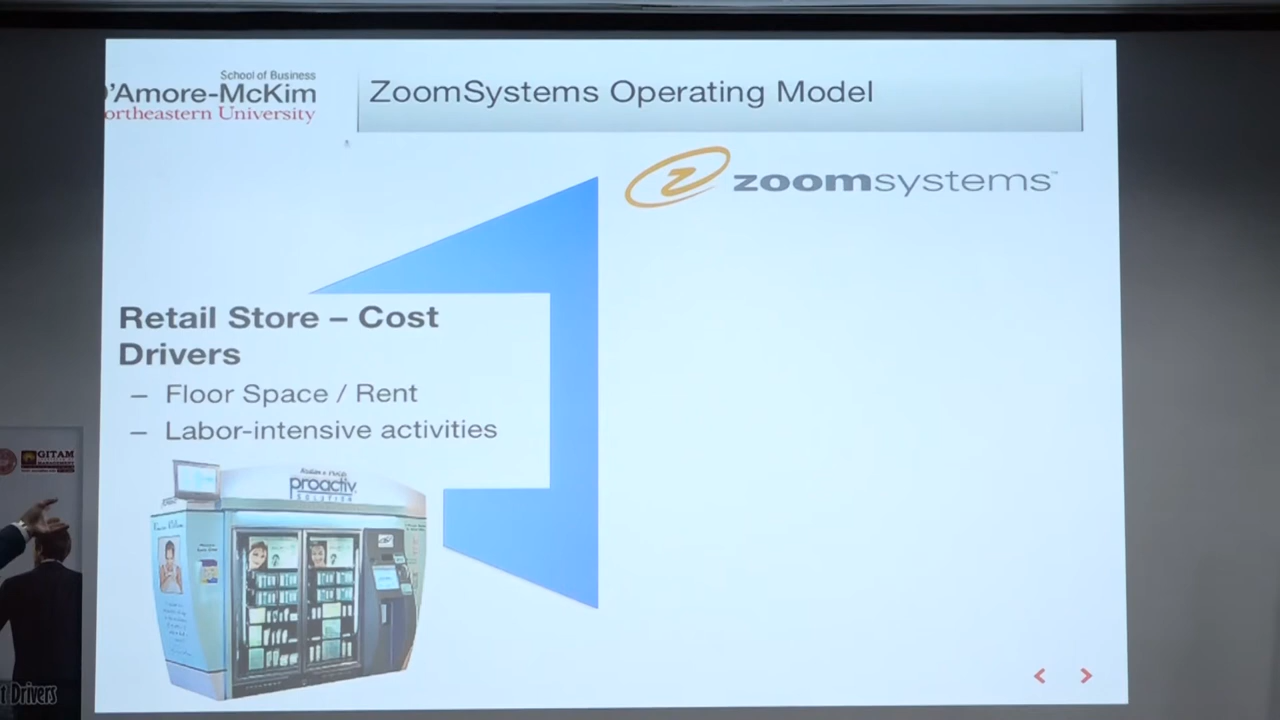 School of Business
'Amore-McKim
ortheastern University
ZoomSystems Operating Model
zoomsystems™
Retail Store – Cost
Drivers
– Floor Space / Rent
– Labor-intensive activities
proactiv
SOLUTION
GITAM
t Drivers